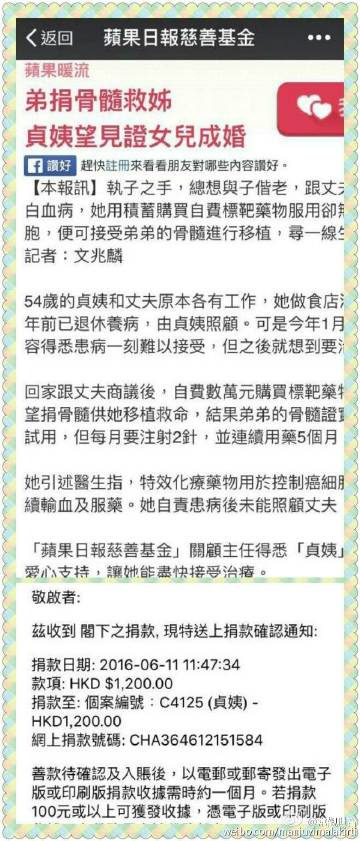 返回 蘋果日報慈善基金
蘋果暖流
弟捐骨髓救姊
貞姨望見證女兒成婚
讚好 趕快註冊來看看朋友對哪些內容讚好。
【本報訊】執子之手，總想與子偕老，跟丈夫
白血病，她用積蓄購買自費標靶藥物服用卻無
胞，便可接受弟弟的骨髓進行移植，尋一線生
記者：文兆麟
54歲的貞姨和丈夫原本各有工作，她做食店
年前已退休養病，由貞姨照顧。可是今年1月
容得悉患病一刻難以接受，但之後就想到要
回家跟丈夫商議後，自費數萬元購買標靶藥物
望捐骨髓供她移植救命，結果弟弟的骨髓證實
試用，但每月要注射2針，並連續用藥5個月
她引述醫生指，特效化療藥物用於控制癌細胞
續輸血及服藥。她自責患病後未能照顧丈夫
「蘋果日報慈善基金」關顧主任得悉「貞姨」
愛心支持，讓她能盡快接受治療。
敬啟者:
茲收到 閣下之捐款, 現特送上捐款確認通知:
捐款日期: 2016-06-11 11:47:34
款項: HKD $1,200.00
捐款至: 個案編號：C4125 (貞姨) -
HKD1,200.00
網上捐款號碼: CHA364612151584
善款待確認及入賬後，以電郵或郵寄發出電子
版或印刷版捐款收據需時約一個月。若捐款
100元或以上可獲發收據，憑電子版或印刷版
weibo.com/manjuvimalakirti